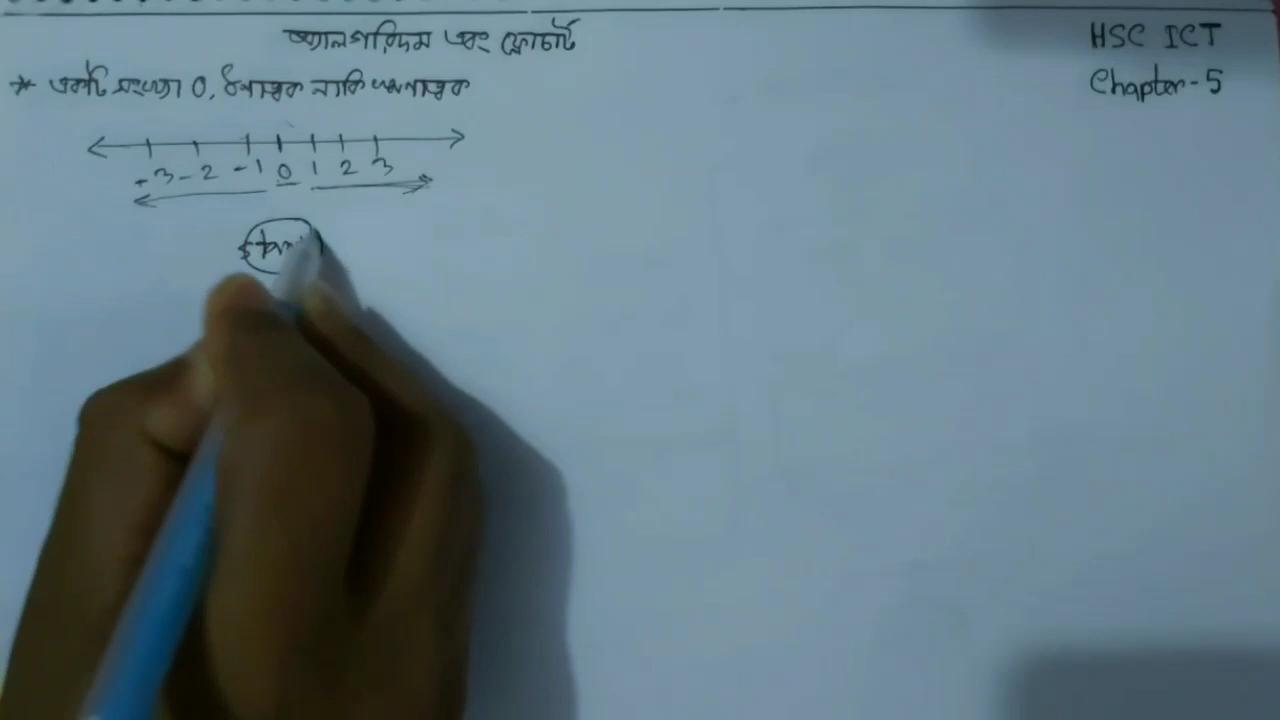 অ্যালগরিদম এবং ফ্লোচার্ট
HSC ICT
Chapter-5
* একটি সংখ্যা 0, ঋণাত্মক নাকি ধনাত্মক
-3 -2 -1 0 1 2 3
Start